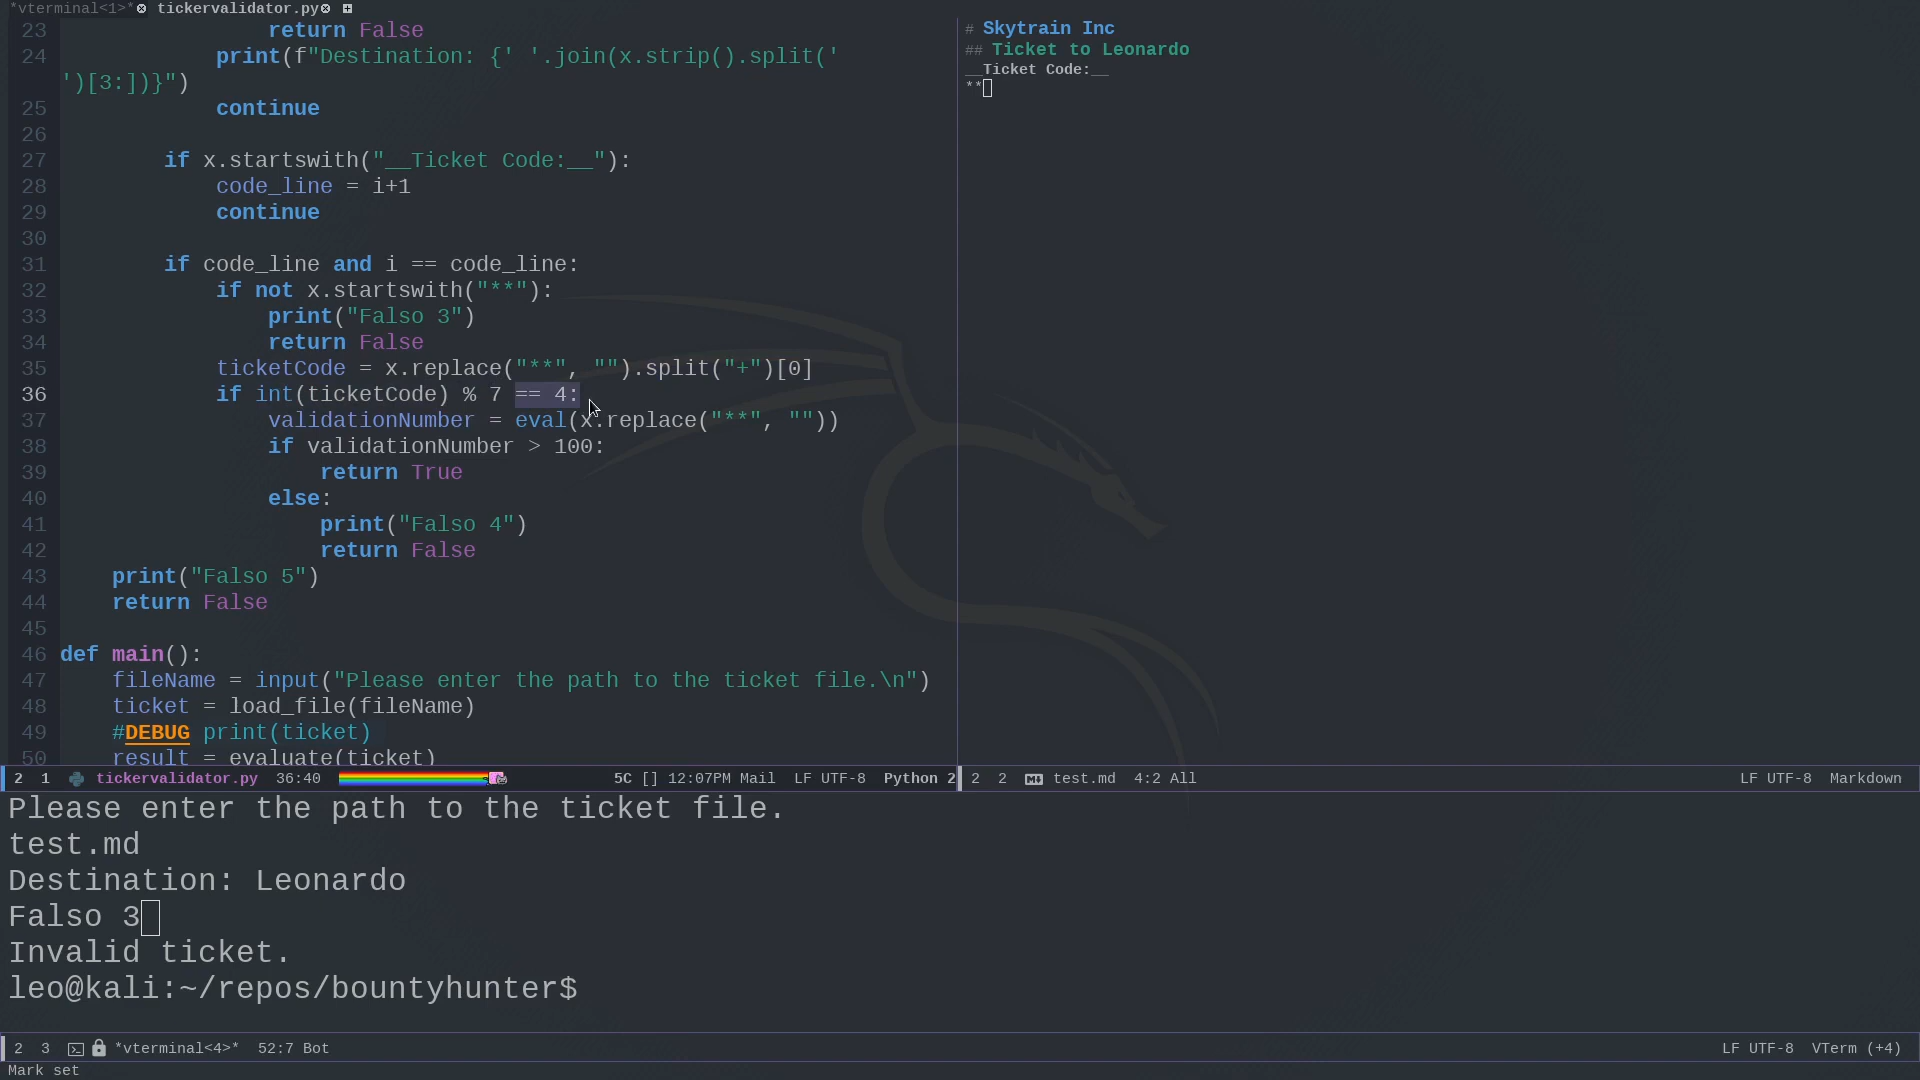 *vterminal<1>* tickervalidator.py
23 return False
24 print(f"Destination: {' '.join(x.strip().split('
')[3:])}")
25 continue
26
27 if x.startswith("__Ticket Code:__"):
28 code_line = i+1
29 continue
30
31 if code_line and i == code_line:
32 if not x.startswith("**"):
33 print("Falso 3")
34 return False
35 ticketCode = x.replace("**", "").split("+")[0]
36 if int(ticketCode) % 7 == 4:
37 validationNumber = eval(x.replace("**", ""))
38 if validationNumber > 100:
39 return True
40 else:
41 print("Falso 4")
42 return False
43 print("Falso 5")
44 return False
45
46 def main():
47 fileName = input("Please enter the path to the ticket file.\n")
48 ticket = load_file(fileName)
49 #DEBUG print(ticket)
50 result = evaluate(ticket)
# Skytrain Inc
## Ticket to Leonardo
__Ticket Code:__
**
2 1 tickervalidator.py 36:40 5C [] 12:07PM Mail LF UTF-8 Python 2
2 2 test.md 4:2 All LF UTF-8 Markdown
Please enter the path to the ticket file.
test.md
Destination: Leonardo
Falso 3
Invalid ticket.
leo@kali:~/repos/bountyhunter$
2 3 *vterminal<4>* 52:7 Bot LF UTF-8 VTerm (+4)
Mark set